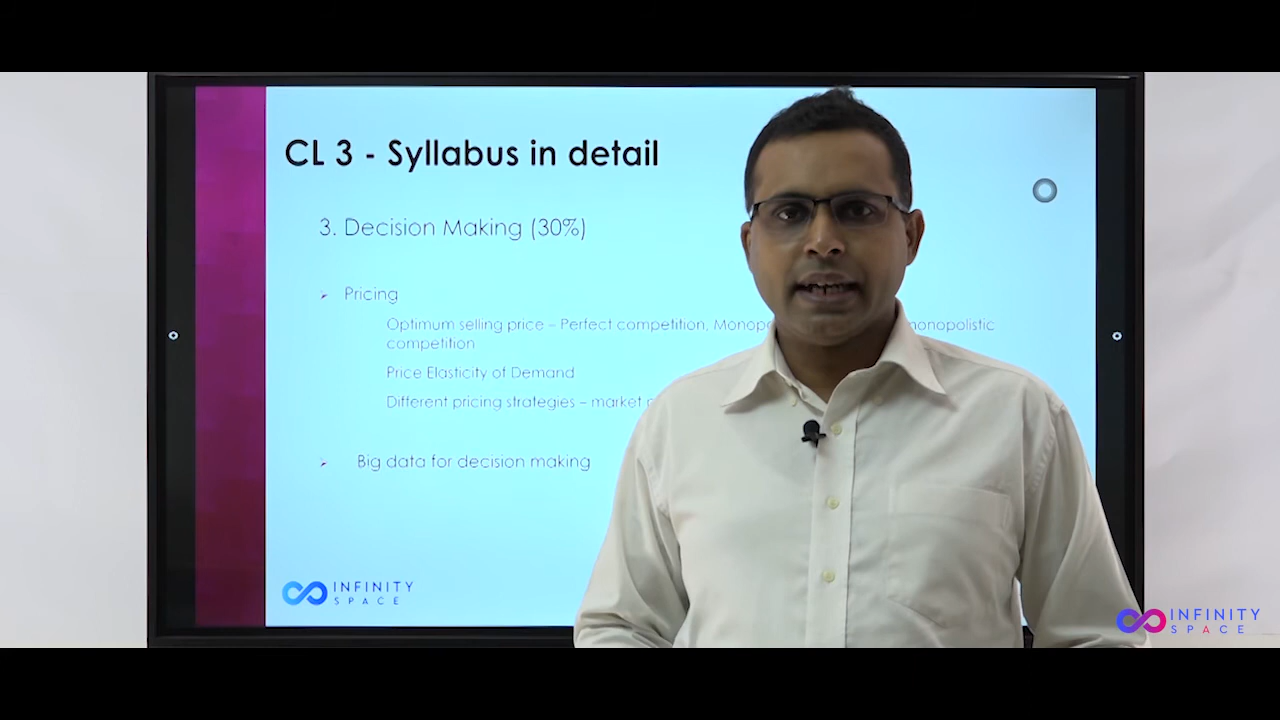 CL 3 - Syllabus in detail
3. Decision Making (30%)
Pricing
Optimum selling price – Perfect competition, monopolistic
competition
Price Elasticity of Demand
Different pricing strategies – market
Big data for decision making
INFINITY
SPACE
INFINITY
SPACE